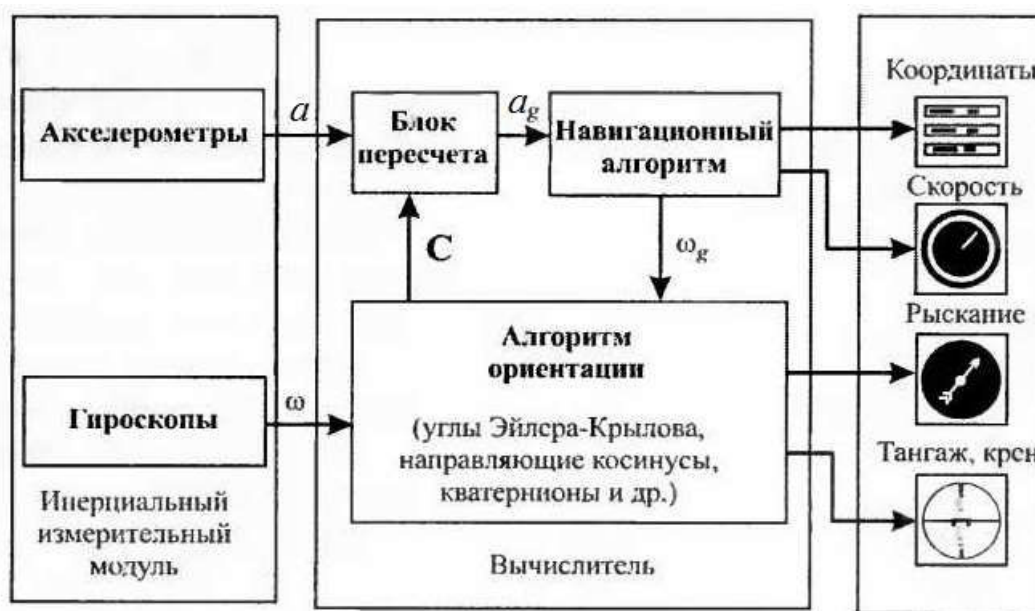 Акселерометры
a
Блок
пересчета
a_g
Навигационный
алгоритм
C
ω_g
Гироскопы
ω
Алгоритм
ориентации
(углы Эйлера-Крылова,
направляющие косинусы,
кватернионы и др.)
Инерциальный
измерительный
модуль
Вычислитель
Координаты
Скорость
Рыскание
Тангаж, крен